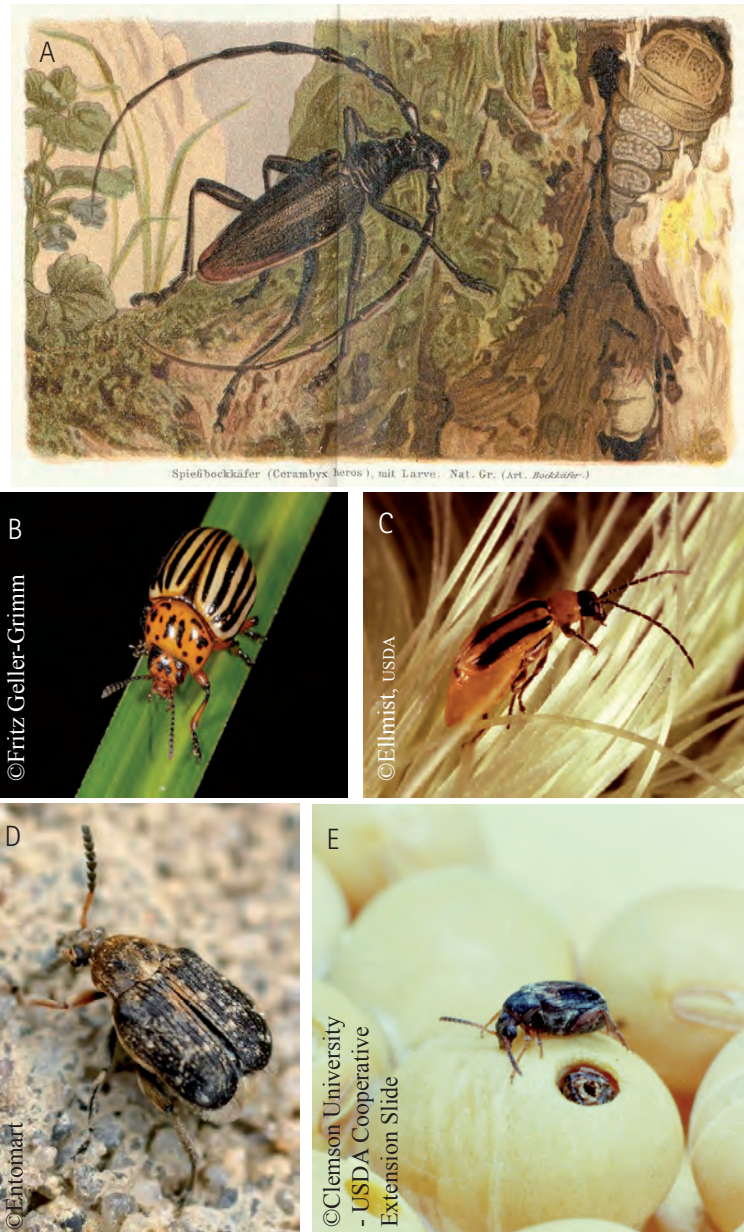 A
Spießbockkäfer (Cerambyx heros), mit Larve. Nat. Gr. (Art. Bockkäfer.)
B
©Fritz Geller-Grimm
C
©Ellmist, USDA
D
©Entomart
E
©Clemson University
- USDA Cooperative
Extension Slide